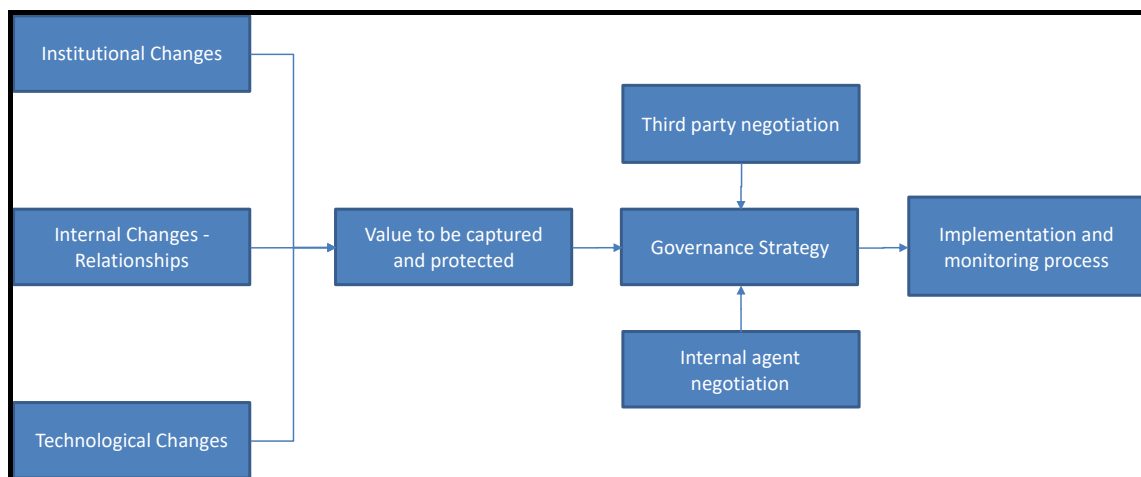 Institutional Changes
Third party negotiation
Internal Changes -
Relationships
Value to be captured
and protected
Governance Strategy
Implementation and
monitoring process
Internal agent
negotiation
Technological Changes